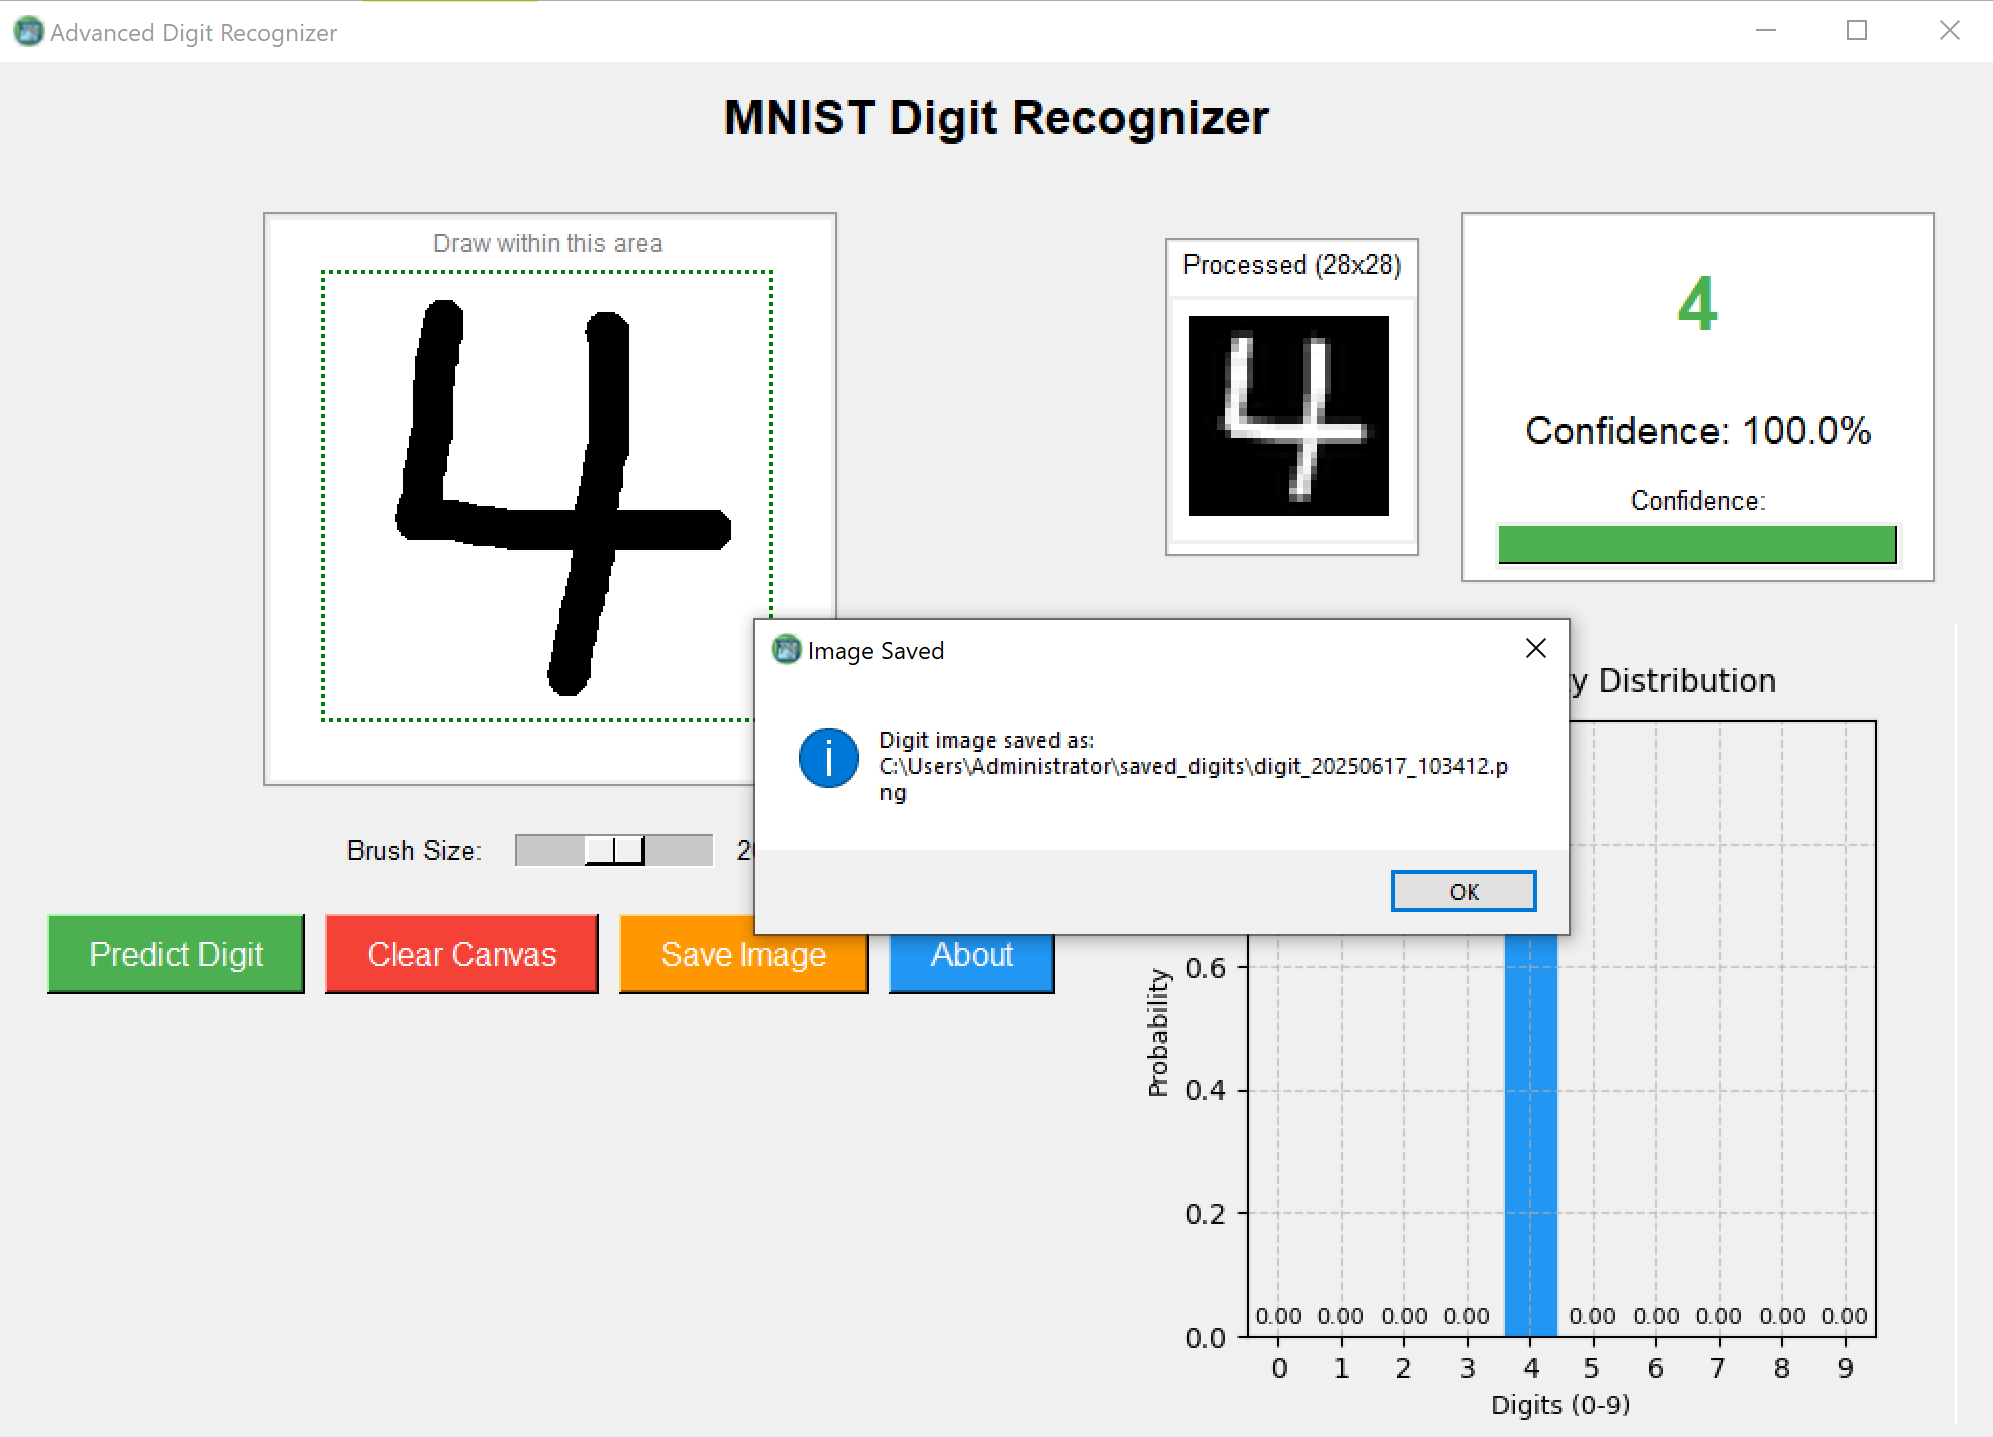 Advanced Digit Recognizer
MNIST Digit Recognizer
Draw within this area
4
Processed (28x28)
4
4
Confidence: 100.0%
Confidence:
Image Saved
Digit image saved as:
C:\Users\Administrator\saved_digits\digit_20250617_103412.p
ng
OK
Brush Size:
Predict Digit
Clear Canvas
Save Image
About
Distribution
Probability
0.6
0.4
0.2
0.0
0.00 0.00 0.00 0.00 0.00 0.00 0.00 0.00 0.00
0 1 2 3 4 5 6 7 8 9
Digits (0-9)